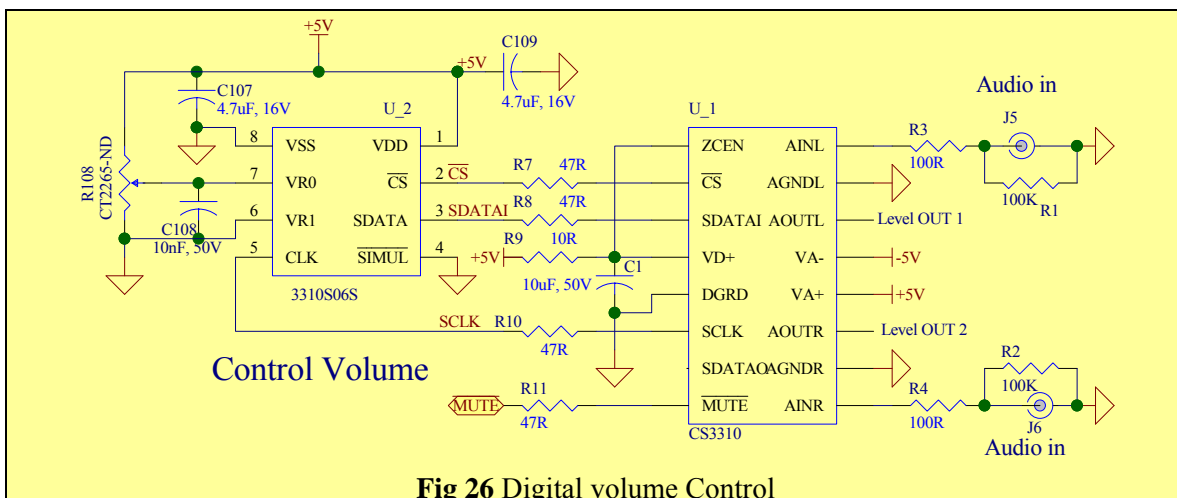 +5V
C107
4.7uF, 16V
+5V
C109
4.7uF, 16V
R108
CT2265-ND
C108
10nF, 50V
U_2
8 VSS VDD 1
7 VR0 CS 2
6 VR1 SDATA 3
5 CLK SIMUL 4
3310S06S
CS
R7 47R
SDATAI
R8 47R
+5V
R9 10R
C1
10uF, 50V
SCLK
R10
47R
MUTE
R11
47R
Control Volume
U_1
ZCEN AINL
CS AGNDL
SDATAI AOUTL
VD+ VA-
DGRD VA+
SCLK AOUTR
SDATAO AGNDR
MUTE AINR
CS3310
R3
100R
Audio in
J5
100K
R1
Level OUT 1
-5V
+5V
Level OUT 2
R2
100K
R4
100R
J6
Audio in
Fig 26 Digital volume Control